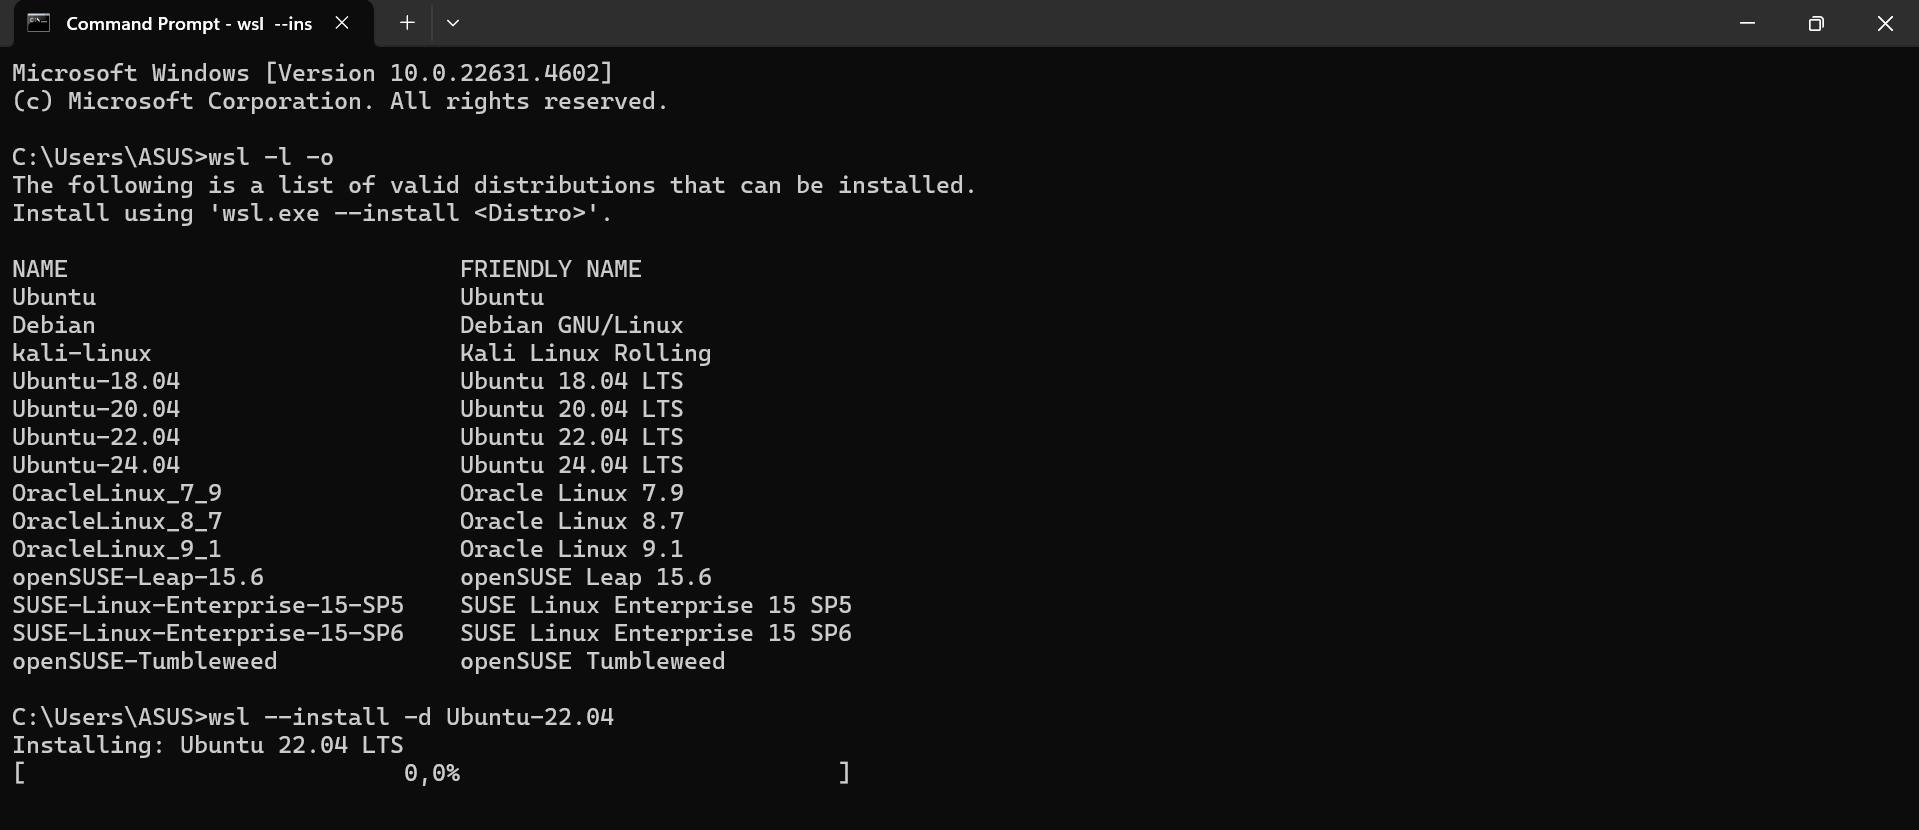 Command Prompt - wsl  --ins
Microsoft Windows [Version 10.0.22631.4602]
(c) Microsoft Corporation. All rights reserved.
C:\Users\ASUS>wsl -l -o
The following is a list of valid distributions that can be installed.
Install using 'wsl.exe --install <Distro>'.
NAME                            FRIENDLY NAME
Ubuntu                          Ubuntu
Debian                          Debian GNU/Linux
kali-linux                      Kali Linux Rolling
Ubuntu-18.04                    Ubuntu 18.04 LTS
Ubuntu-20.04                    Ubuntu 20.04 LTS
Ubuntu-22.04                    Ubuntu 22.04 LTS
Ubuntu-24.04                    Ubuntu 24.04 LTS
OracleLinux_7_9                 Oracle Linux 7.9
OracleLinux_8_7                 Oracle Linux 8.7
OracleLinux_9_1                 Oracle Linux 9.1
openSUSE-Leap-15.6              openSUSE Leap 15.6
SUSE-Linux-Enterprise-15-SP5    SUSE Linux Enterprise 15 SP5
SUSE-Linux-Enterprise-15-SP6    SUSE Linux Enterprise 15 SP6
openSUSE-Tumbleweed             openSUSE Tumbleweed
C:\Users\ASUS>wsl --install -d Ubuntu-22.04
Installing: Ubuntu 22.04 LTS
[                           0,0%                           ]